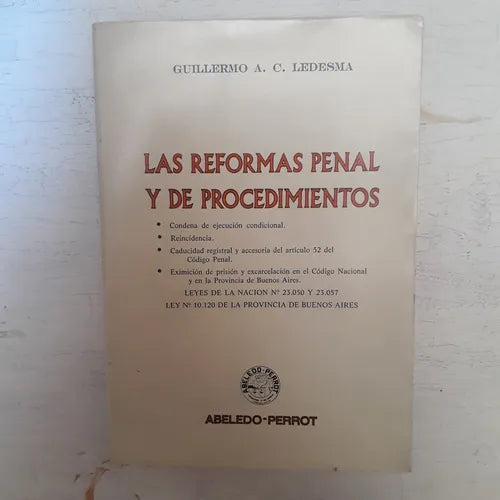 GUILLERMO A. C. LEDESMA
LAS REFORMAS PENAL
Y DE PROCEDIMIENTOS
• Condena de ejecución condicional.
• Reincidencia.
• Caducidad registral y accesoria del artículo 52 del
Código Penal.
• Eximición de prisión y excarcelación en el Código Nacional
y en la Provincia de Buenos Aires.
LEYES DE LA NACION Nº 23.050 Y 23.057
LEY Nº 10.120 DE LA PROVINCIA DE BUENOS AIRES
ABELEDO-PERROT
ABELEDO-PERROT